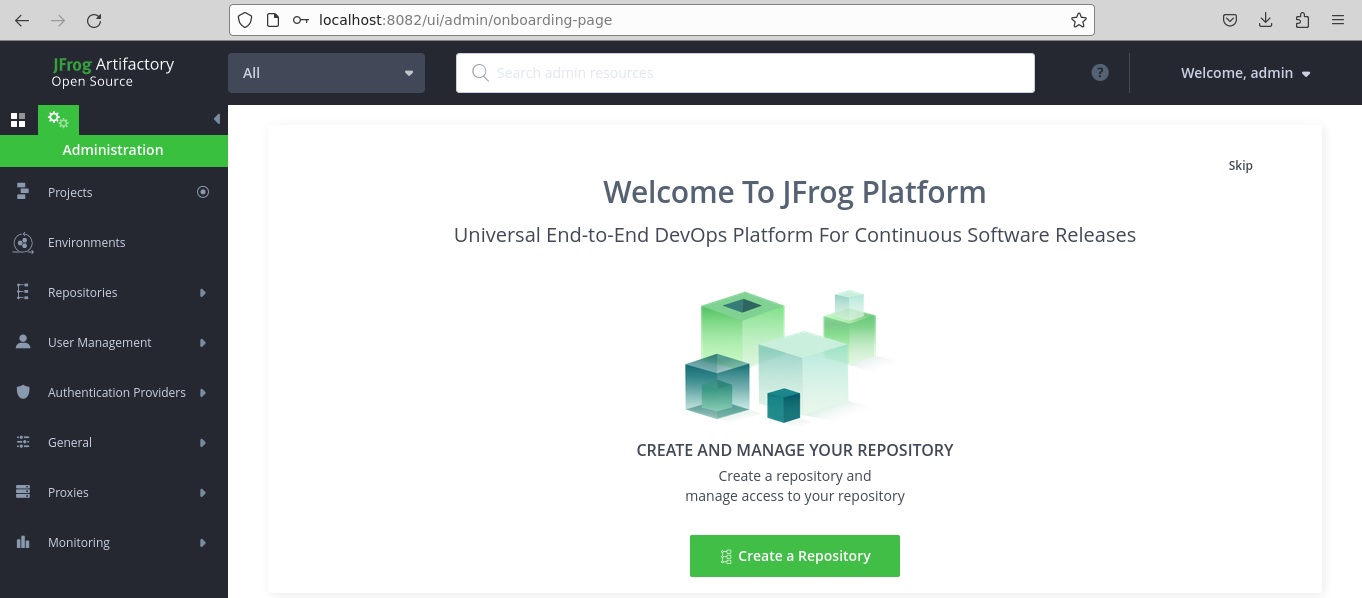 localhost:8082/ui/admin/onboarding-page
JFrog Artifactory
Open Source
All
Search admin resources
?
Welcome, admin
Administration
Projects
Environments
Repositories
User Management
Authentication Providers
General
Proxies
Monitoring
Skip
Welcome To JFrog Platform
Universal End-to-End DevOps Platform For Continuous Software Releases
CREATE AND MANAGE YOUR REPOSITORY
Create a repository and
manage access to your repository
Create a Repository